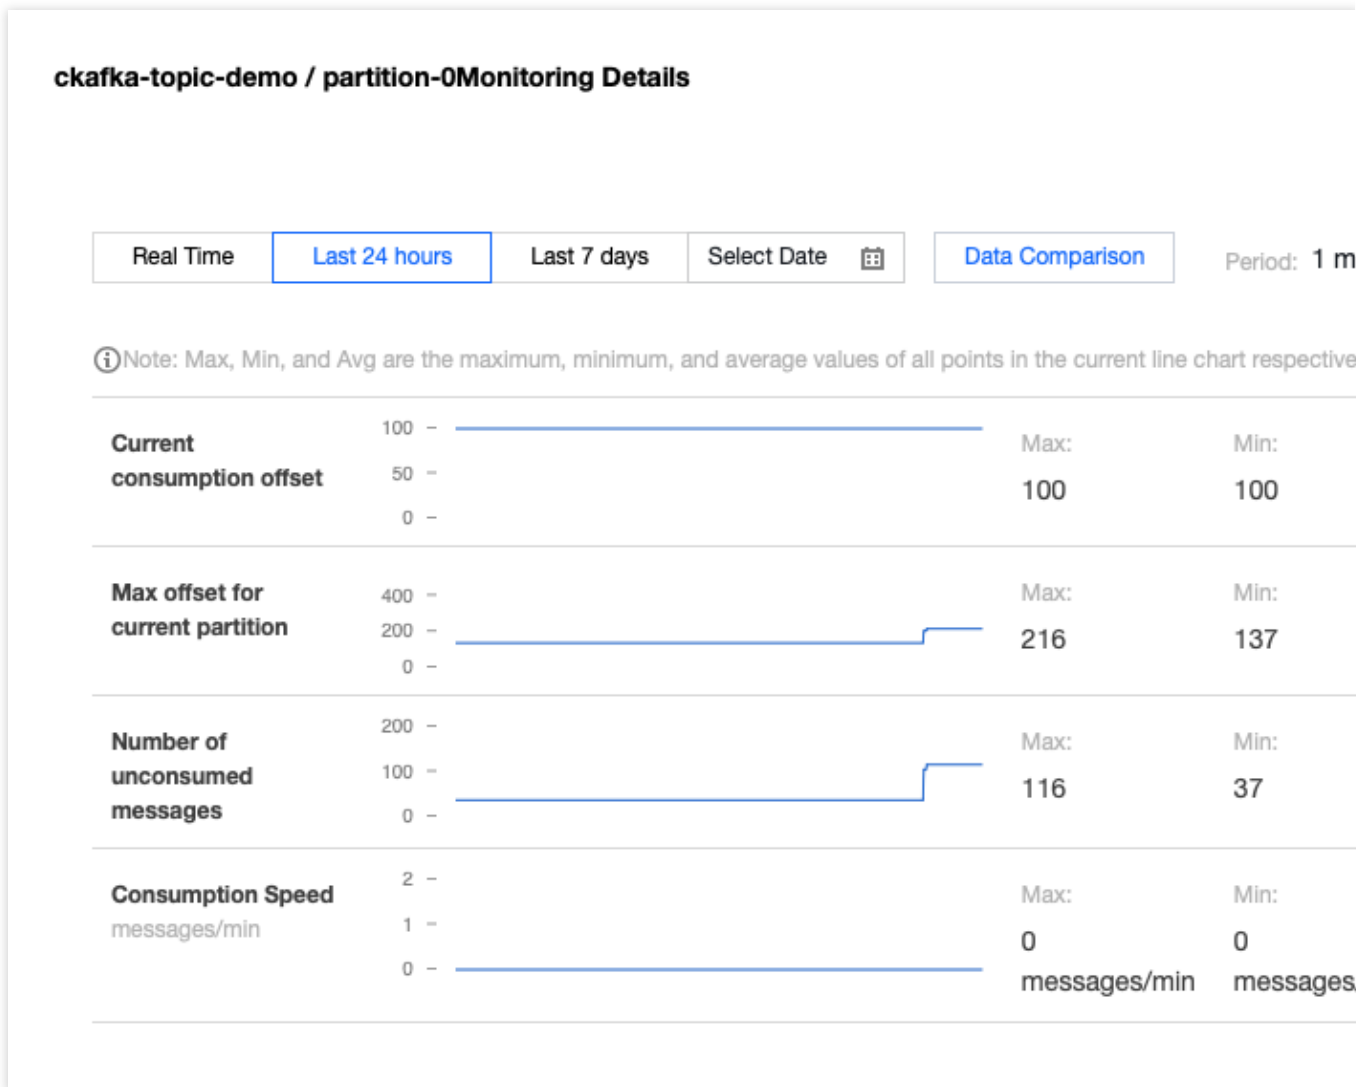 ckafka-topic-demo / partition-0Monitoring Details
Real Time Last 24 hours Last 7 days Select Date Data Comparison Period: 1 m
Note: Max, Min, and Avg are the maximum, minimum, and average values of all points in the current line chart respective
Current
consumption offset
100
50
0
Max:
100
Min:
100
Max offset for
current partition
400
200
0
Max:
216
Min:
137
Number of
unconsumed
messages
200
100
0
Max:
116
Min:
37
Consumption Speed
messages/min
2
1
0
Max:
0
messages/min
Min:
0
messages/